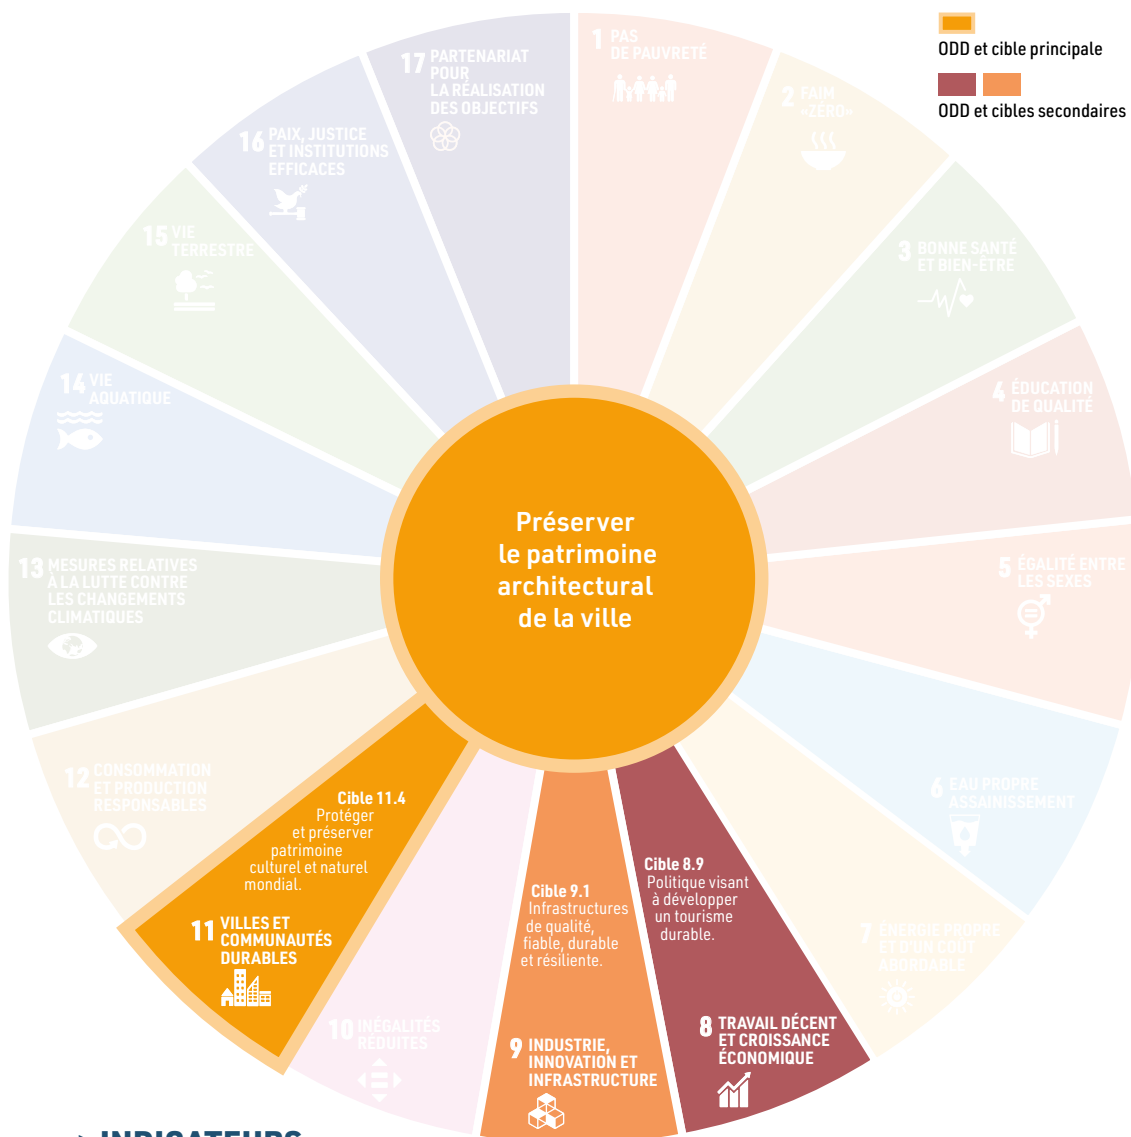 ODD et cible principale
ODD et cibles secondaires
1 PAS
DE PAUVRETÉ
2 FAIM
«ZÉRO»
3 BONNE SANTÉ
ET BIEN-ÊTRE
4 ÉDUCATION
DE QUALITÉ
5 ÉGALITÉ ENTRE
LES SEXES
6 EAU PROPRE
ASSAINISSEMENT
7 ÉNERGIE PROPRE
ET D'UN COÛT
ABORDABLE
Cible 8.9
Politique visant
à développer
un tourisme
durable.
8 TRAVAIL DÉCENT
ET CROISSANCE
ÉCONOMIQUE
Cible 9.1
Infrastructures
de qualité,
fiable, durable
et résiliente.
9 INDUSTRIE,
INNOVATION ET
INFRASTRUCTURE
10 INÉGALITÉS
RÉDUITES
Cible 11.4
Protéger
et préserver
patrimoine
culturel et naturel
mondial.
11 VILLES ET
COMMUNAUTÉS
DURABLES
12 CONSOMMATION
ET PRODUCTION
RESPONSABLES
13 MESURES RELATIVES
À LA LUTTE CONTRE
LES CHANGEMENTS
CLIMATIQUES
14 VIE
AQUATIQUE
15 VIE
TERRESTRE
16 PAIX, JUSTICE
ET INSTITUTIONS
EFFICACES
17 PARTENARIAT
POUR
LA RÉALISATION
DES OBJECTIFS
Préserver
le patrimoine
architectural
de la ville
INDICATEURS